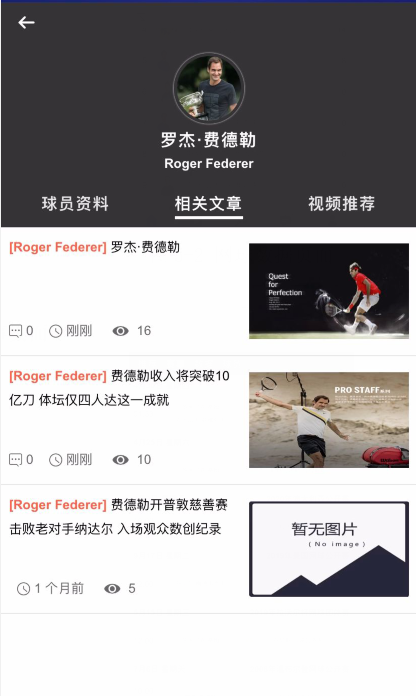 罗杰·费德勒
Roger Federer
球员资料 相关文章 视频推荐
[Roger Federer] 罗杰·费德勒
Quest
for
Perfection
0 刚刚 16
[Roger Federer] 费德勒收入将突破10
亿刀 体坛仅四人达这一成就
PRO STAFF
0 刚刚 10
[Roger Federer] 费德勒开普敦慈善赛
击败老对手纳达尔 入场观众数创纪录
暂无图片
( No image )
1 个月前 5